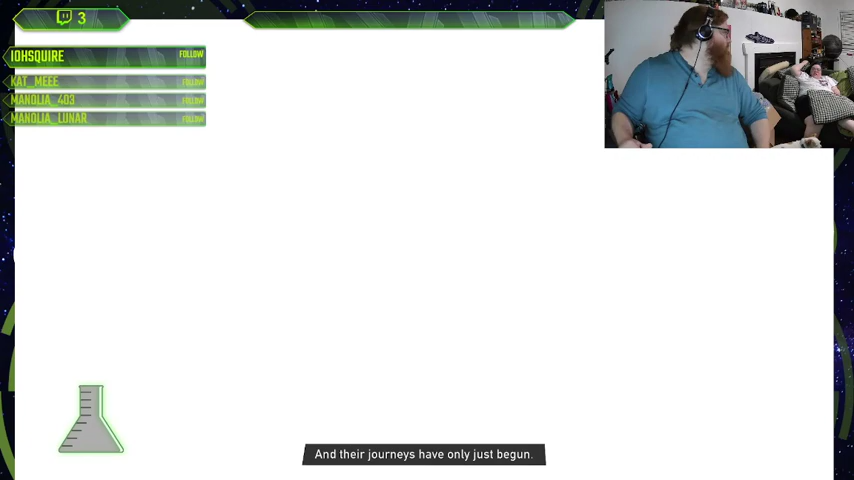 3
IOHSQUIRE FOLLOW
KAT_MEEE FOLLOW
MANOLIA_403 FOLLOW
MANOLIA_LUNAR FOLLOW
And their journeys have only just begun.